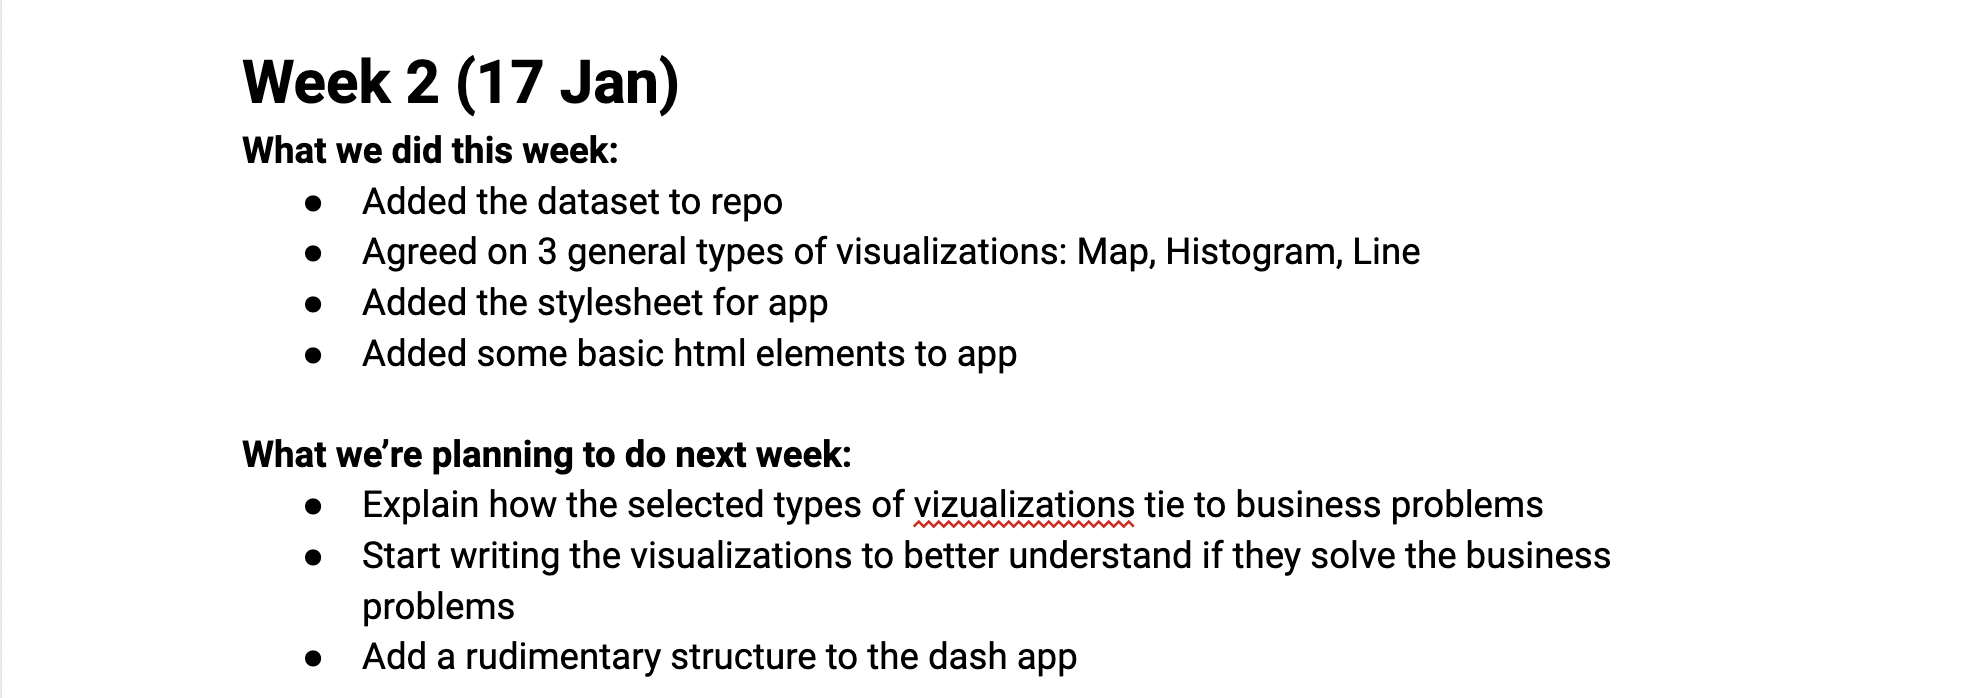 Week 2 (17 Jan)
What we did this week:
● Added the dataset to repo
● Agreed on 3 general types of visualizations: Map, Histogram, Line
● Added the stylesheet for app
● Added some basic html elements to app
What we’re planning to do next week:
● Explain how the selected types of vizualizations tie to business problems
● Start writing the visualizations to better understand if they solve the business
problems
● Add a rudimentary structure to the dash app